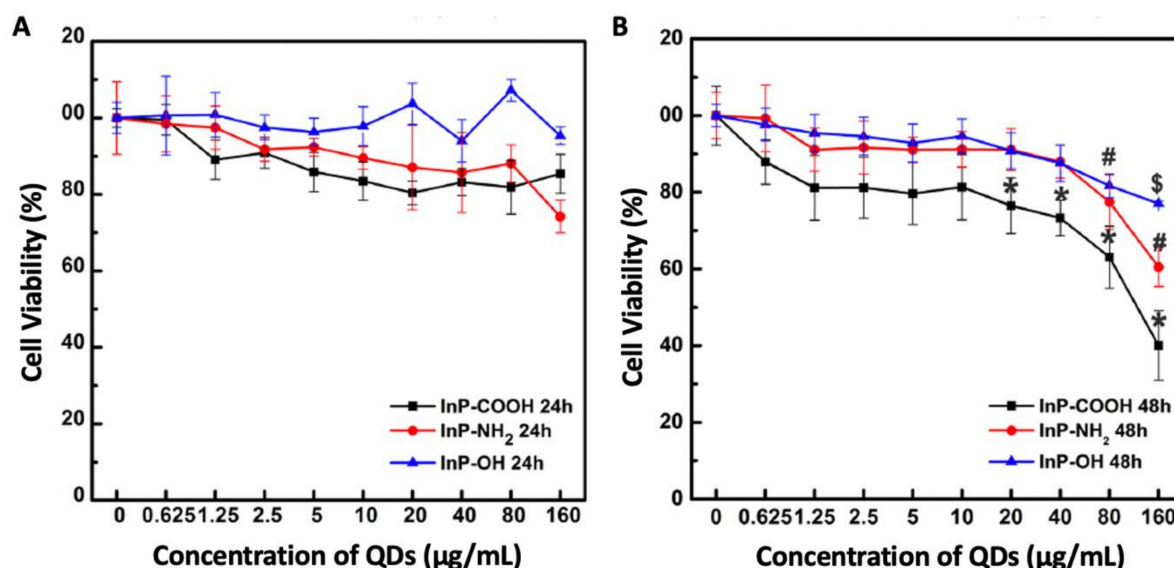 A
20
00
80
60
40
20
0
Cell Viability (%)
InP-COOH 24h
InP-NH₂ 24h
InP-OH 24h
0 0.625 1.25 2.5 5 10 20 40 80 160
Concentration of QDs (µg/mL)
B
20
00
80
60
40
20
0
Cell Viability (%)
#
$
*
*
*
#
*
InP-COOH 48h
InP-NH₂ 48h
InP-OH 48h
0 0.625 1.25 2.5 5 10 20 40 80 160
Concentration of QDs (µg/mL)